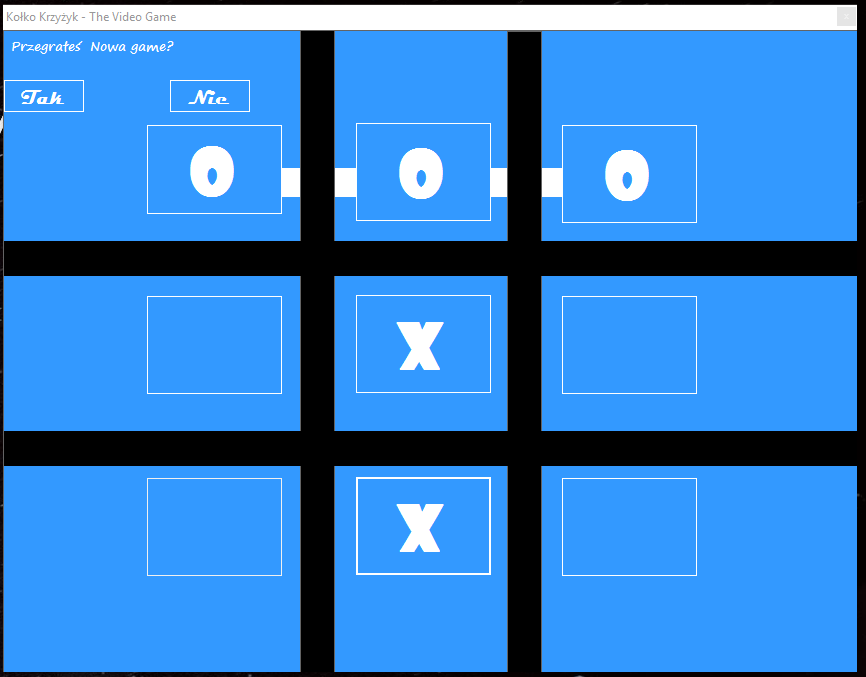 Kołko Krzyżyk - The Video Game
Przegrałeś Nowa game?
Tak Nie
O O O
X
X